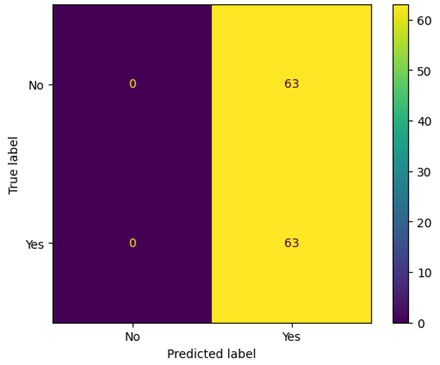 60
No
0
63
50
True label
40
30
Yes
0
63
20
10
0
No
Yes
Predicted label